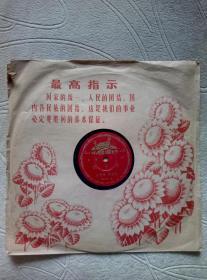 最高指示
国家的统一，人民的团结，国
内各民族的团结，这是我们的事业
必定要胜利的基本保证。